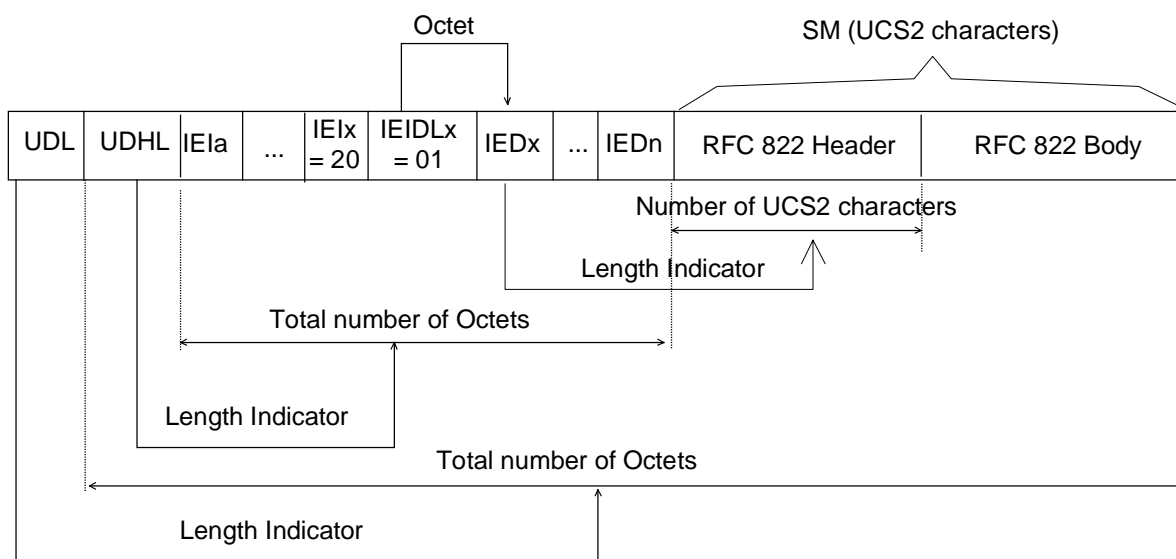 Octet
SM (UCS2 characters)
UDL UDHL IEIa ... IEIx = 20 IEIDLx = 01 IEDx ... IEDn RFC 822 Header RFC 822 Body
Number of UCS2 characters
Length Indicator
Total number of Octets
Length Indicator
Total number of Octets
Length Indicator